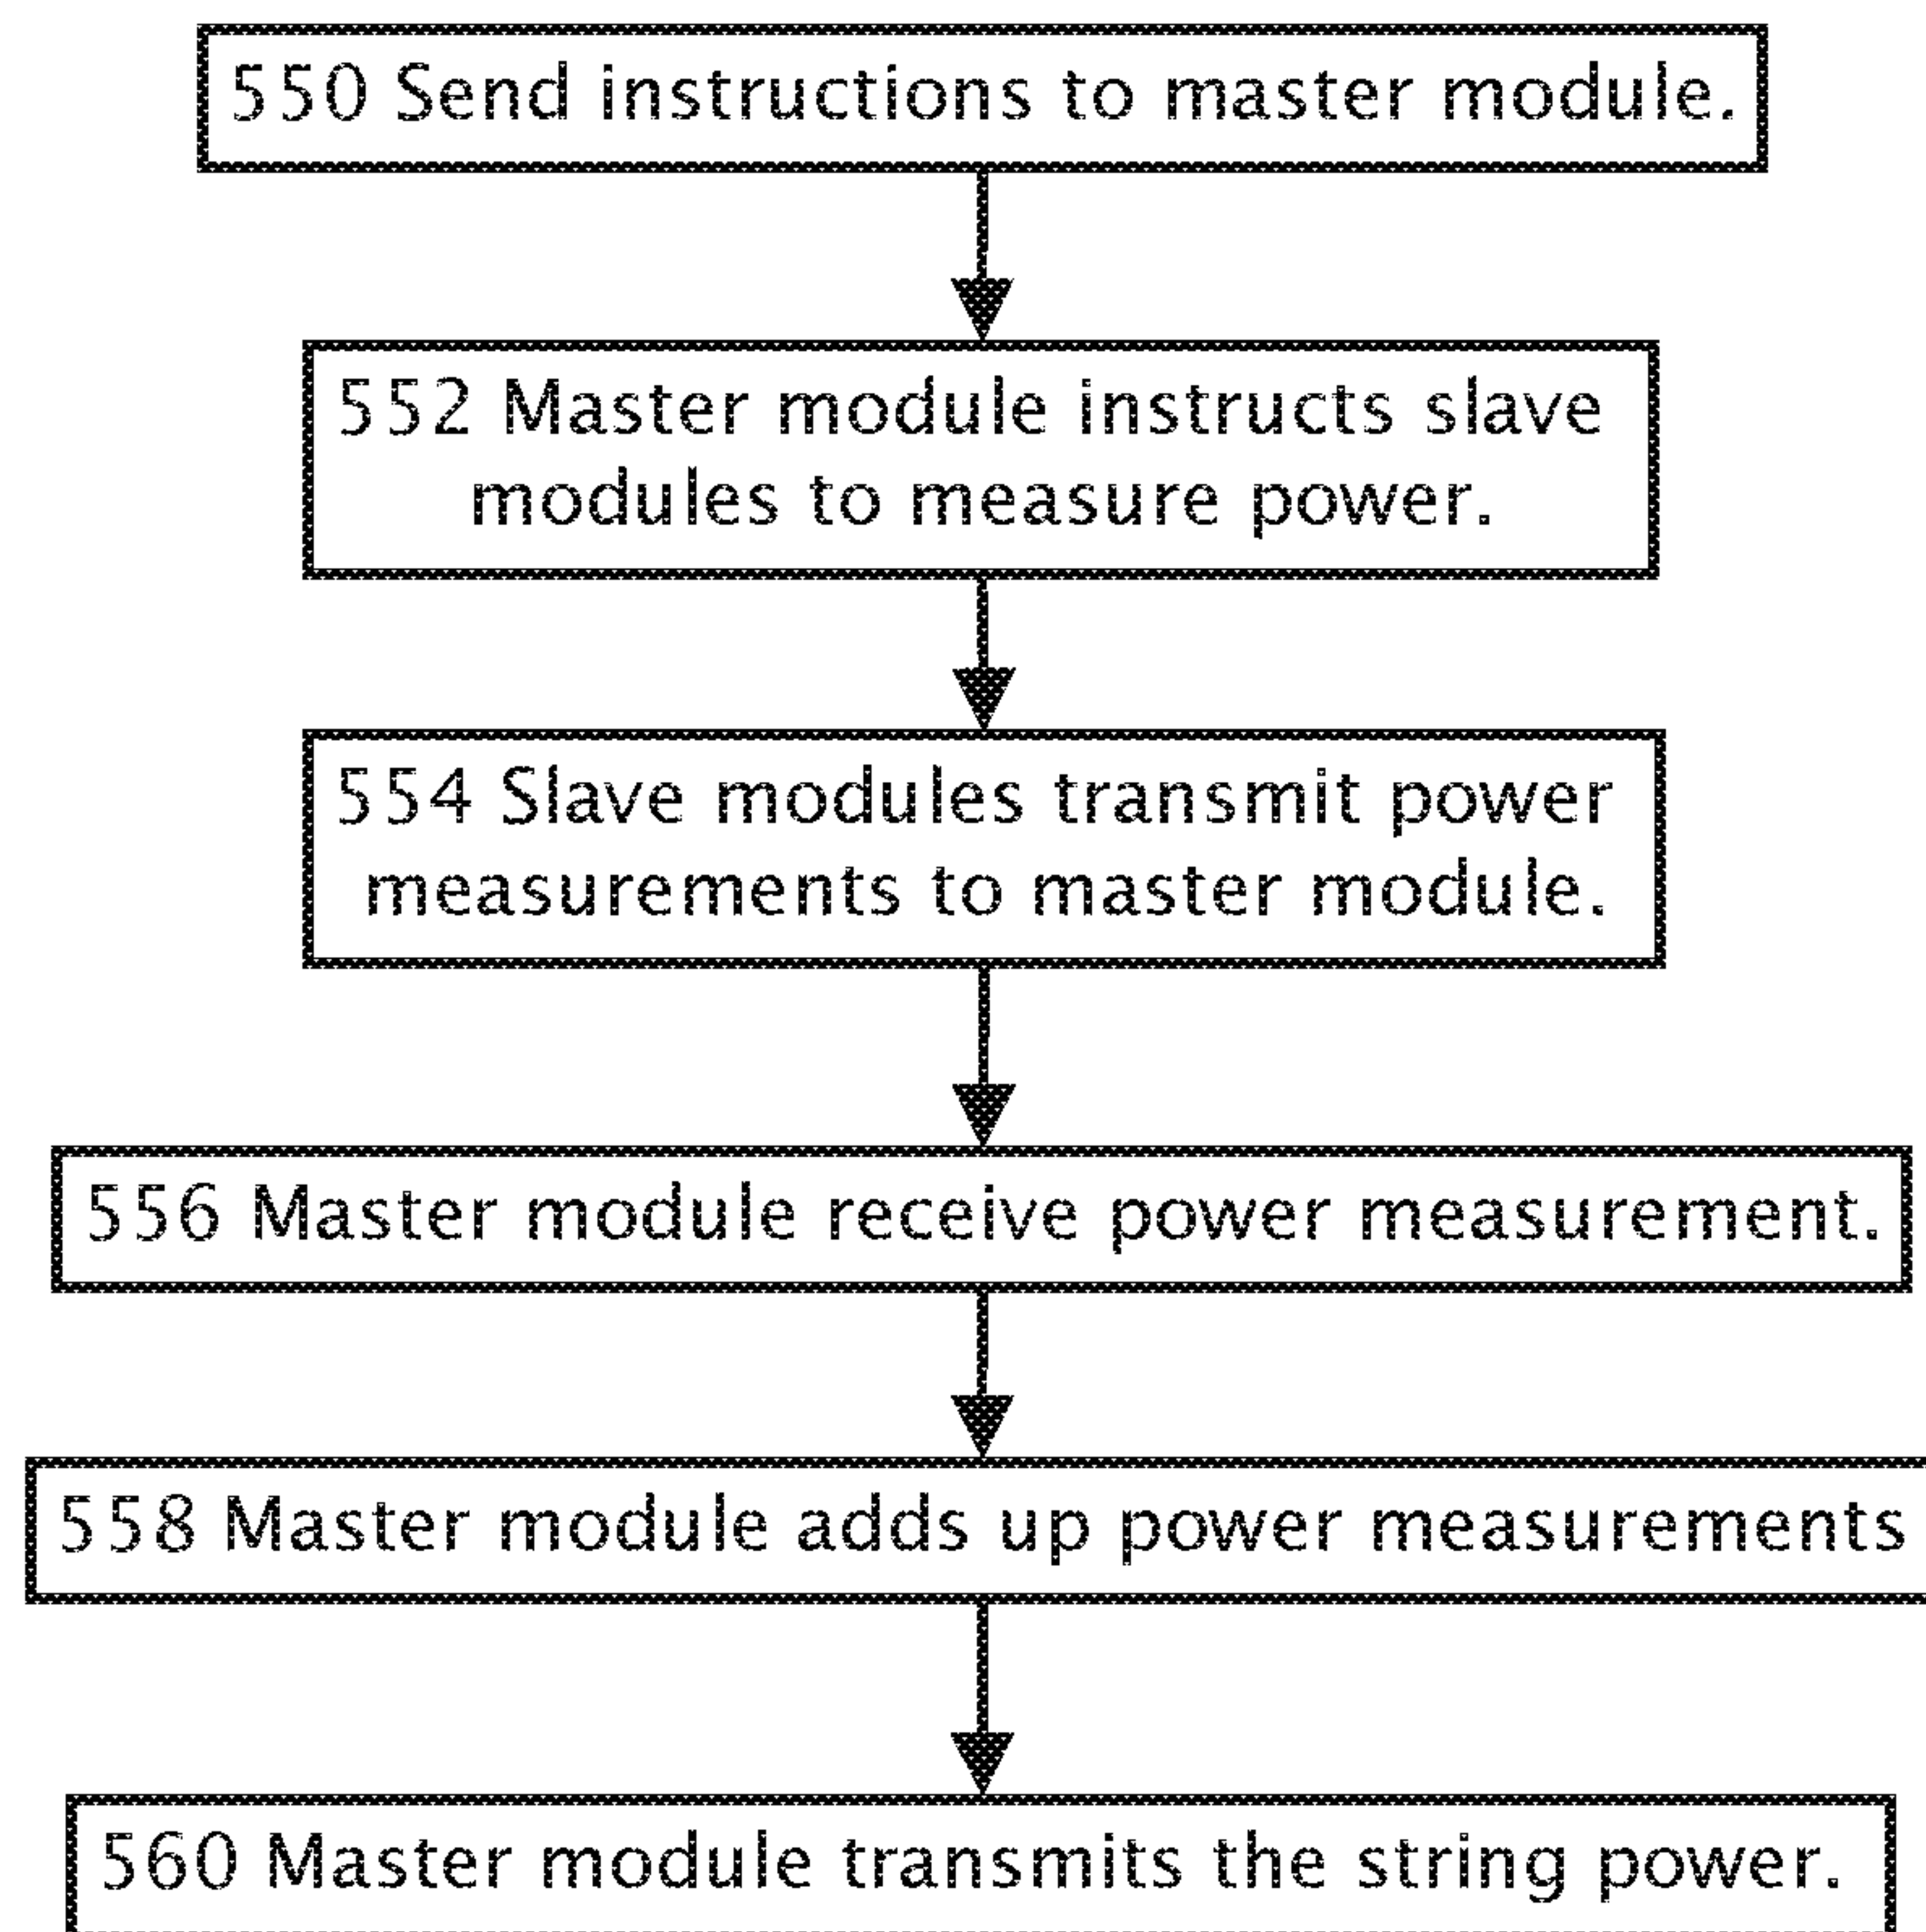 550 Send instructions to master module.
552 Master module instructs slave
modules to measure power.
554 Slave modules transmit power
measurements to master module.
556 Master module receive power measurement.
558 Master module adds up power measurements
560 Master module transmits the string power.